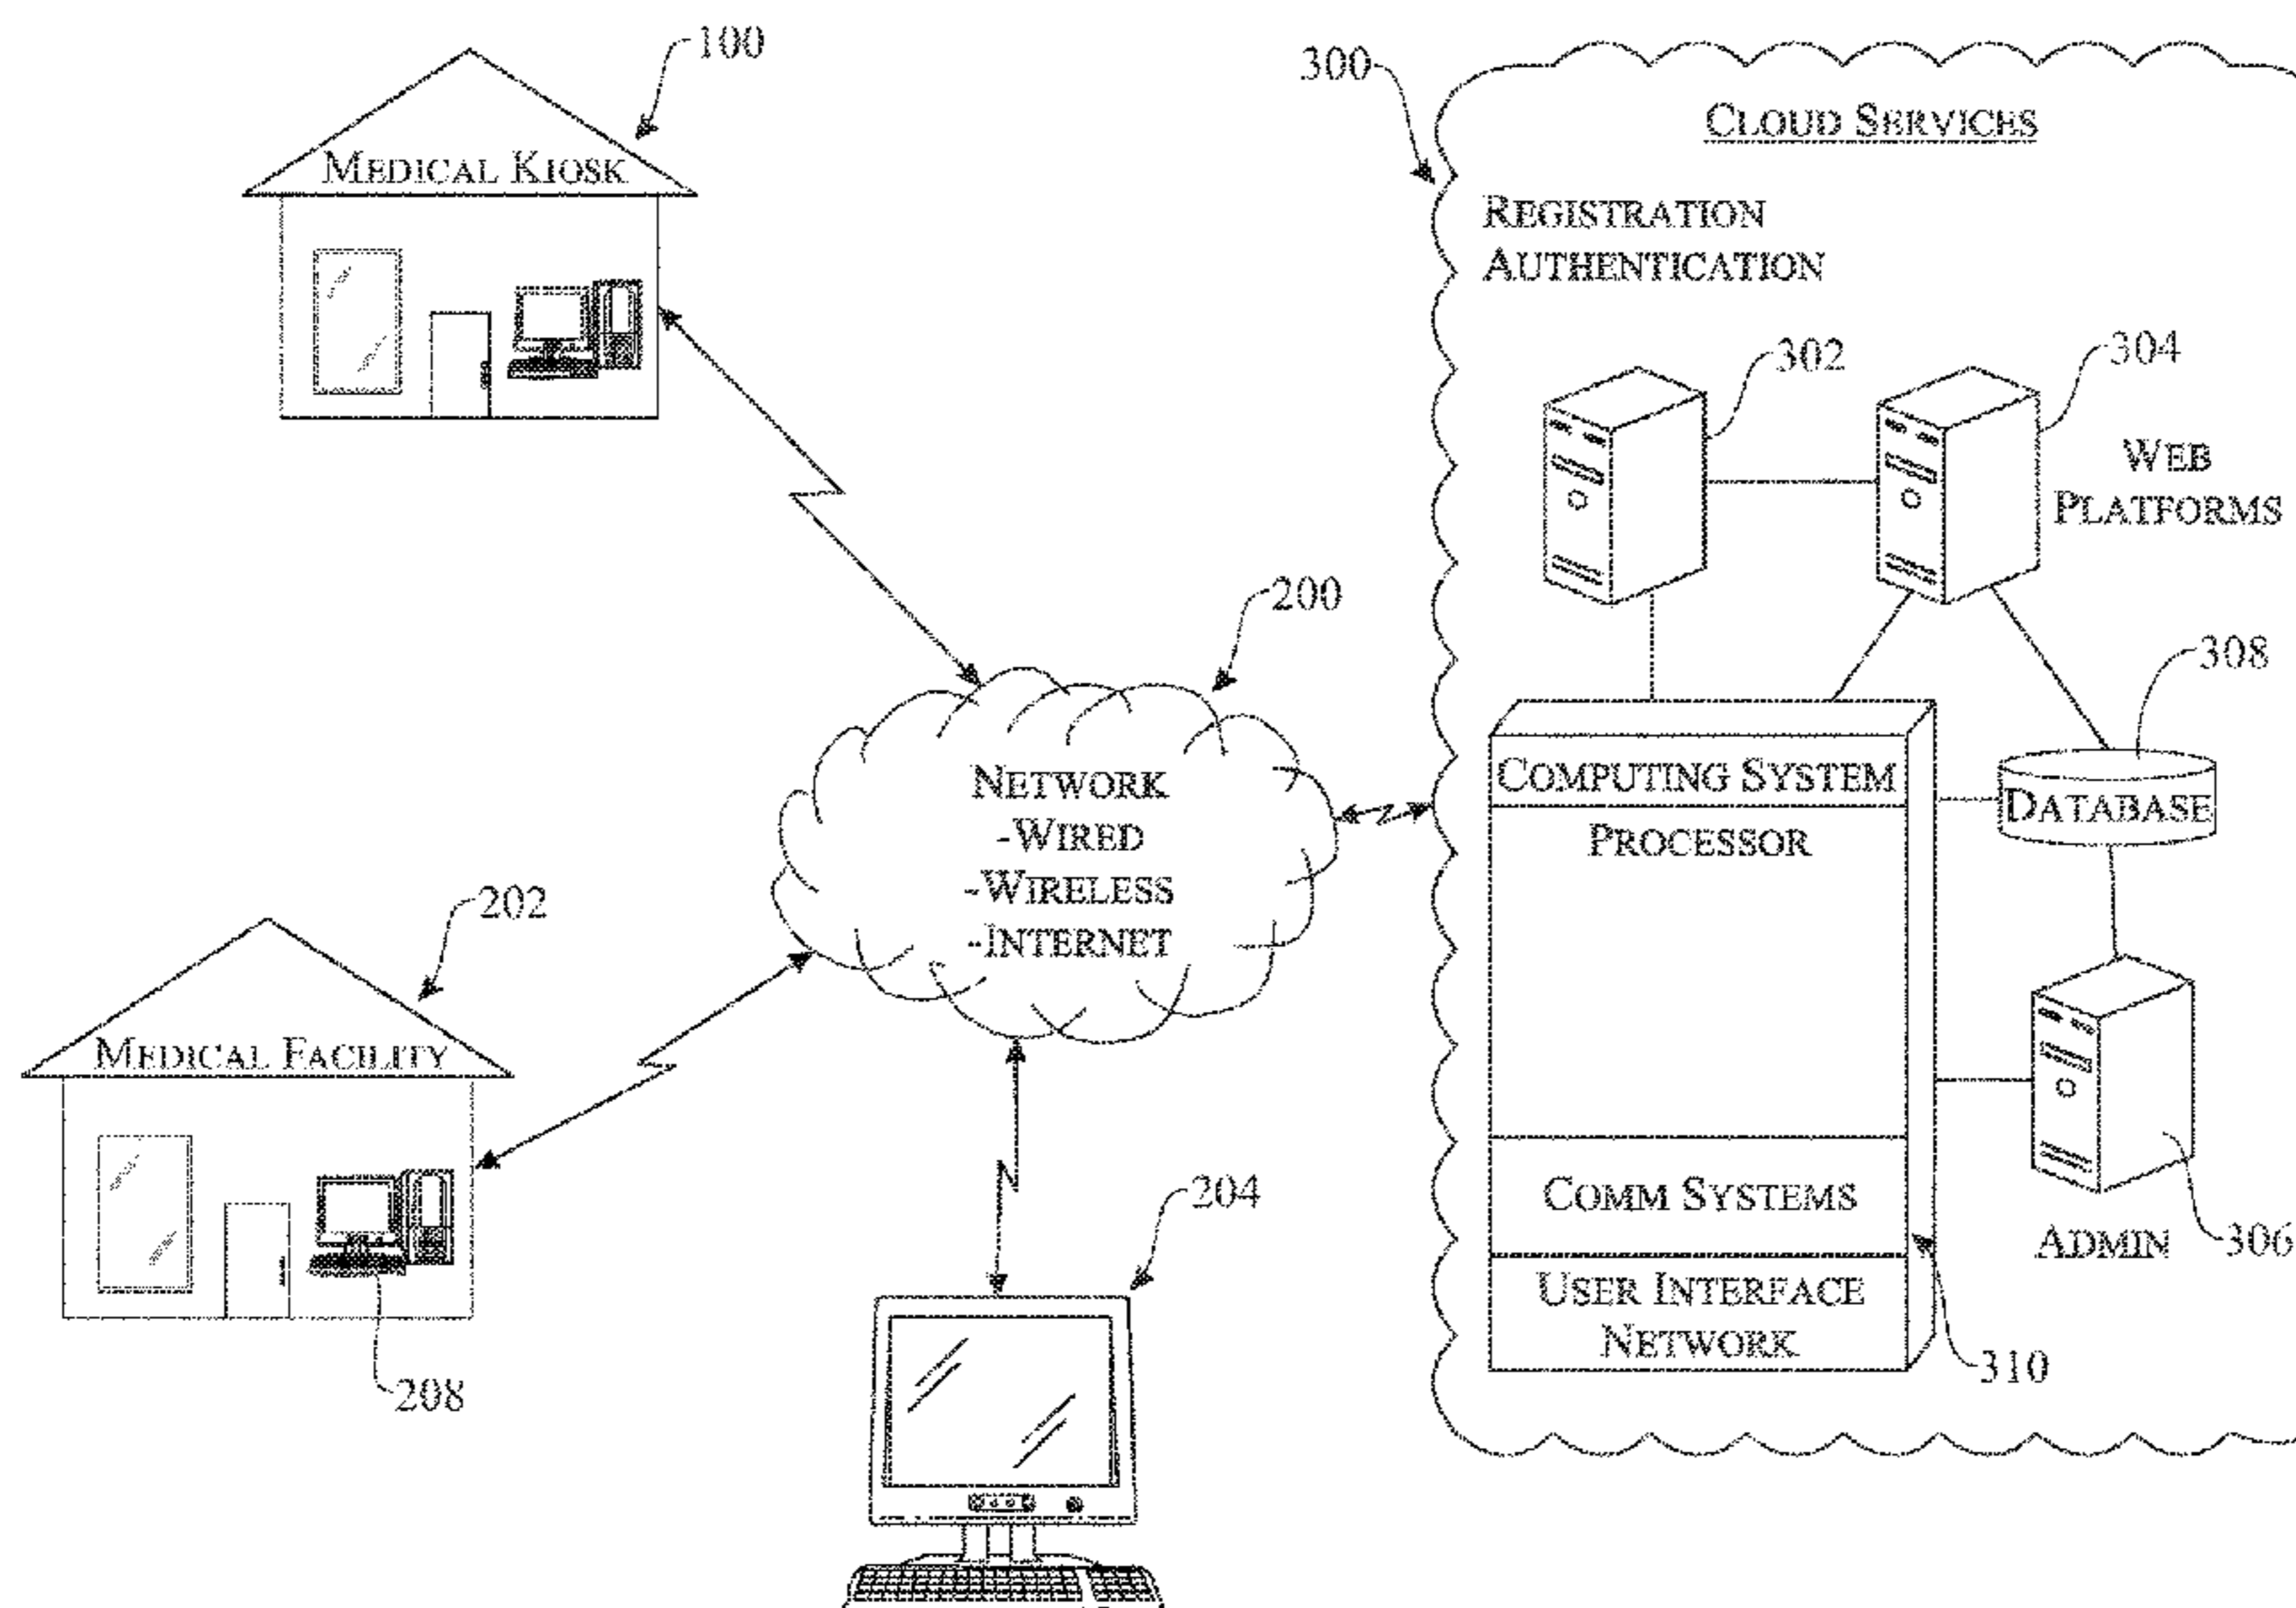 100
MEDICAL KIOSK
300
CLOUD SERVICES
REGISTRATION
AUTHENTICATION
302
304
WEB
PLATFORMS
200
NETWORK
-WIRED
-WIRELESS
-INTERNET
308
COMPUTING SYSTEM
DATABASE
PROCESSOR
202
MEDICAL FACILITY
208
204
COMM SYSTEMS
ADMIN
306
USER INTERFACE
NETWORK
310